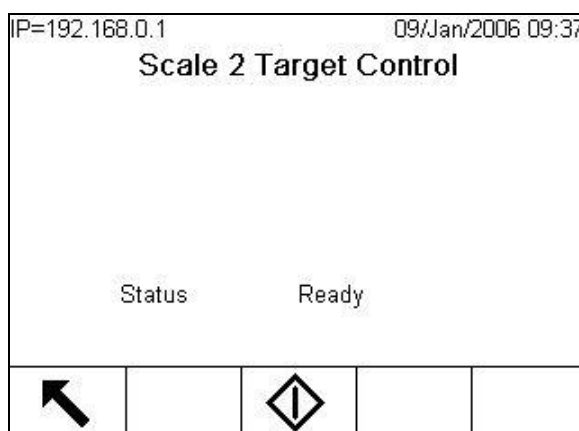 IP=192.168.0.1 09/Jan/2006 09:37
Scale 2 Target Control
Status Ready